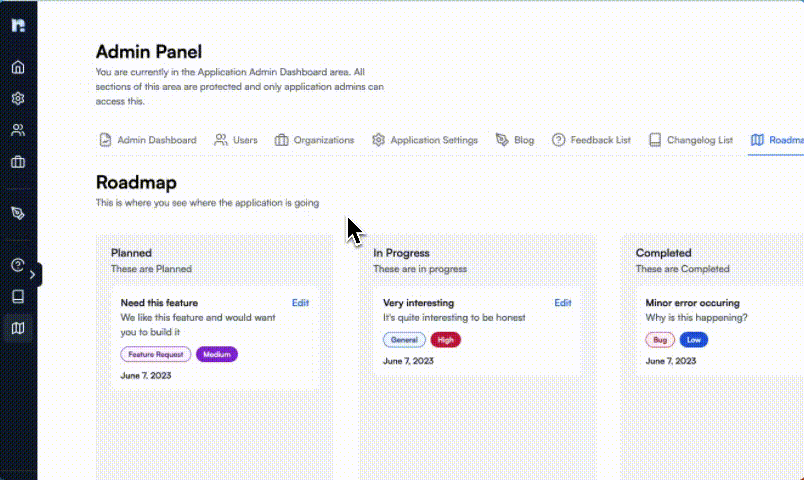 n.
Admin Panel
You are currently in the Application Admin Dashboard area. All
sections of this area are protected and only application admins can
access this.
Admin Dashboard
Users
Organizations
Application Settings
Blog
Feedback List
Changelog List
Roadma
Roadmap
This is where you see where the application is going
Planned
These are Planned
Need this feature
Edit
We like this feature and would want
you to build it
Feature Request
Medium
June 7, 2023
In Progress
These are in progress
Very interesting
Edit
It's quite interesting to be honest
General
High
June 7, 2023
Completed
These are Completed
Minor error occuring
Why is this happening?
Bug
Low
June 7, 2023